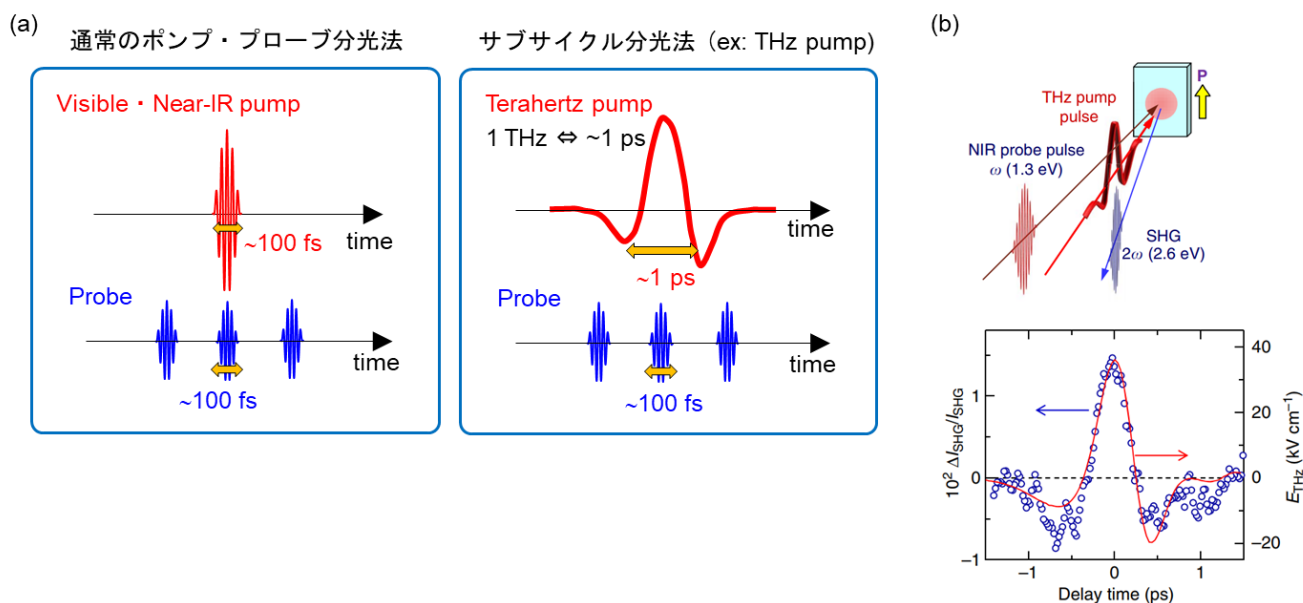 (a)
通常のポンプ・プローブ分光法
Visible・Near-IR pump
time
~100 fs
Probe
time
~100 fs
サブサイクル分光法 (ex: THz pump)
Terahertz pump
1 THz ⇔ ~1 ps
time
~1 ps
Probe
time
~100 fs
(b)
P
THz pump
pulse
NIR probe pulse
ω (1.3 eV)
SHG
2ω (2.6 eV)
10² ΔI_SHG/I_SHG
1
0
−1
40
20
0
−20
E_THz (kV cm⁻¹)
−1
0
1
Delay time (ps)